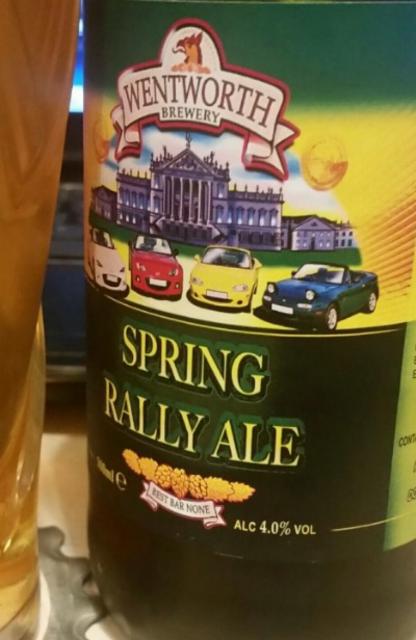 WENTWORTH
BREWERY
SPRING
RALLY ALE
BEST BAR NONE
ALC 4.0% VOL